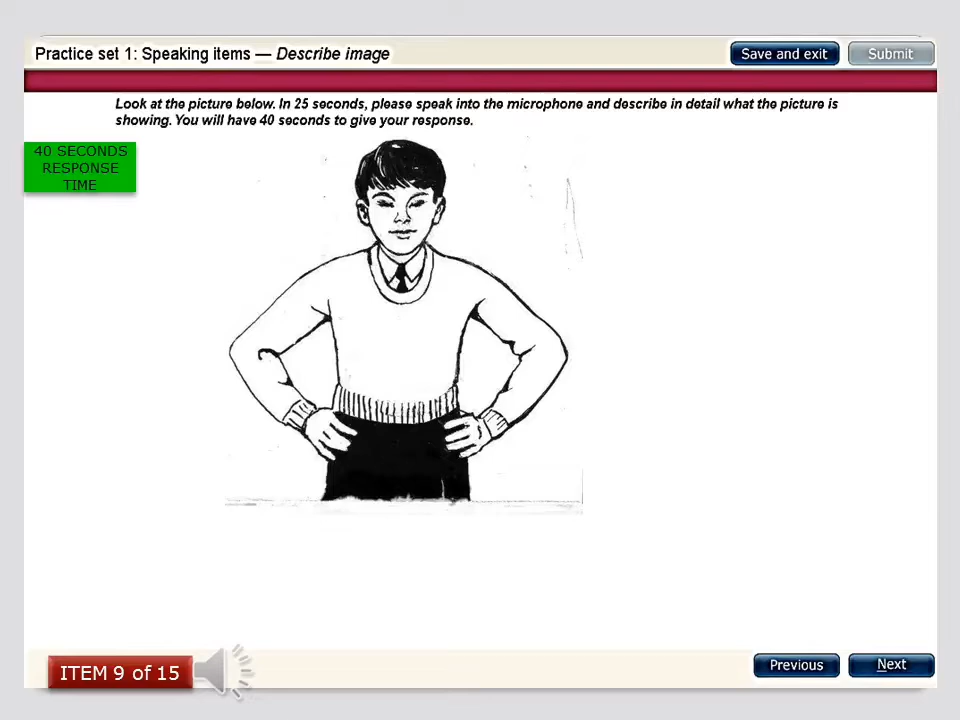 Practice set 1: Speaking items — Describe image
Save and exit
Submit
Look at the picture below. In 25 seconds, please speak into the microphone and describe in detail what the picture is
showing. You will have 40 seconds to give your response.
40 SECONDS
RESPONSE
TIME
ITEM 9 of 15
Previous
Next